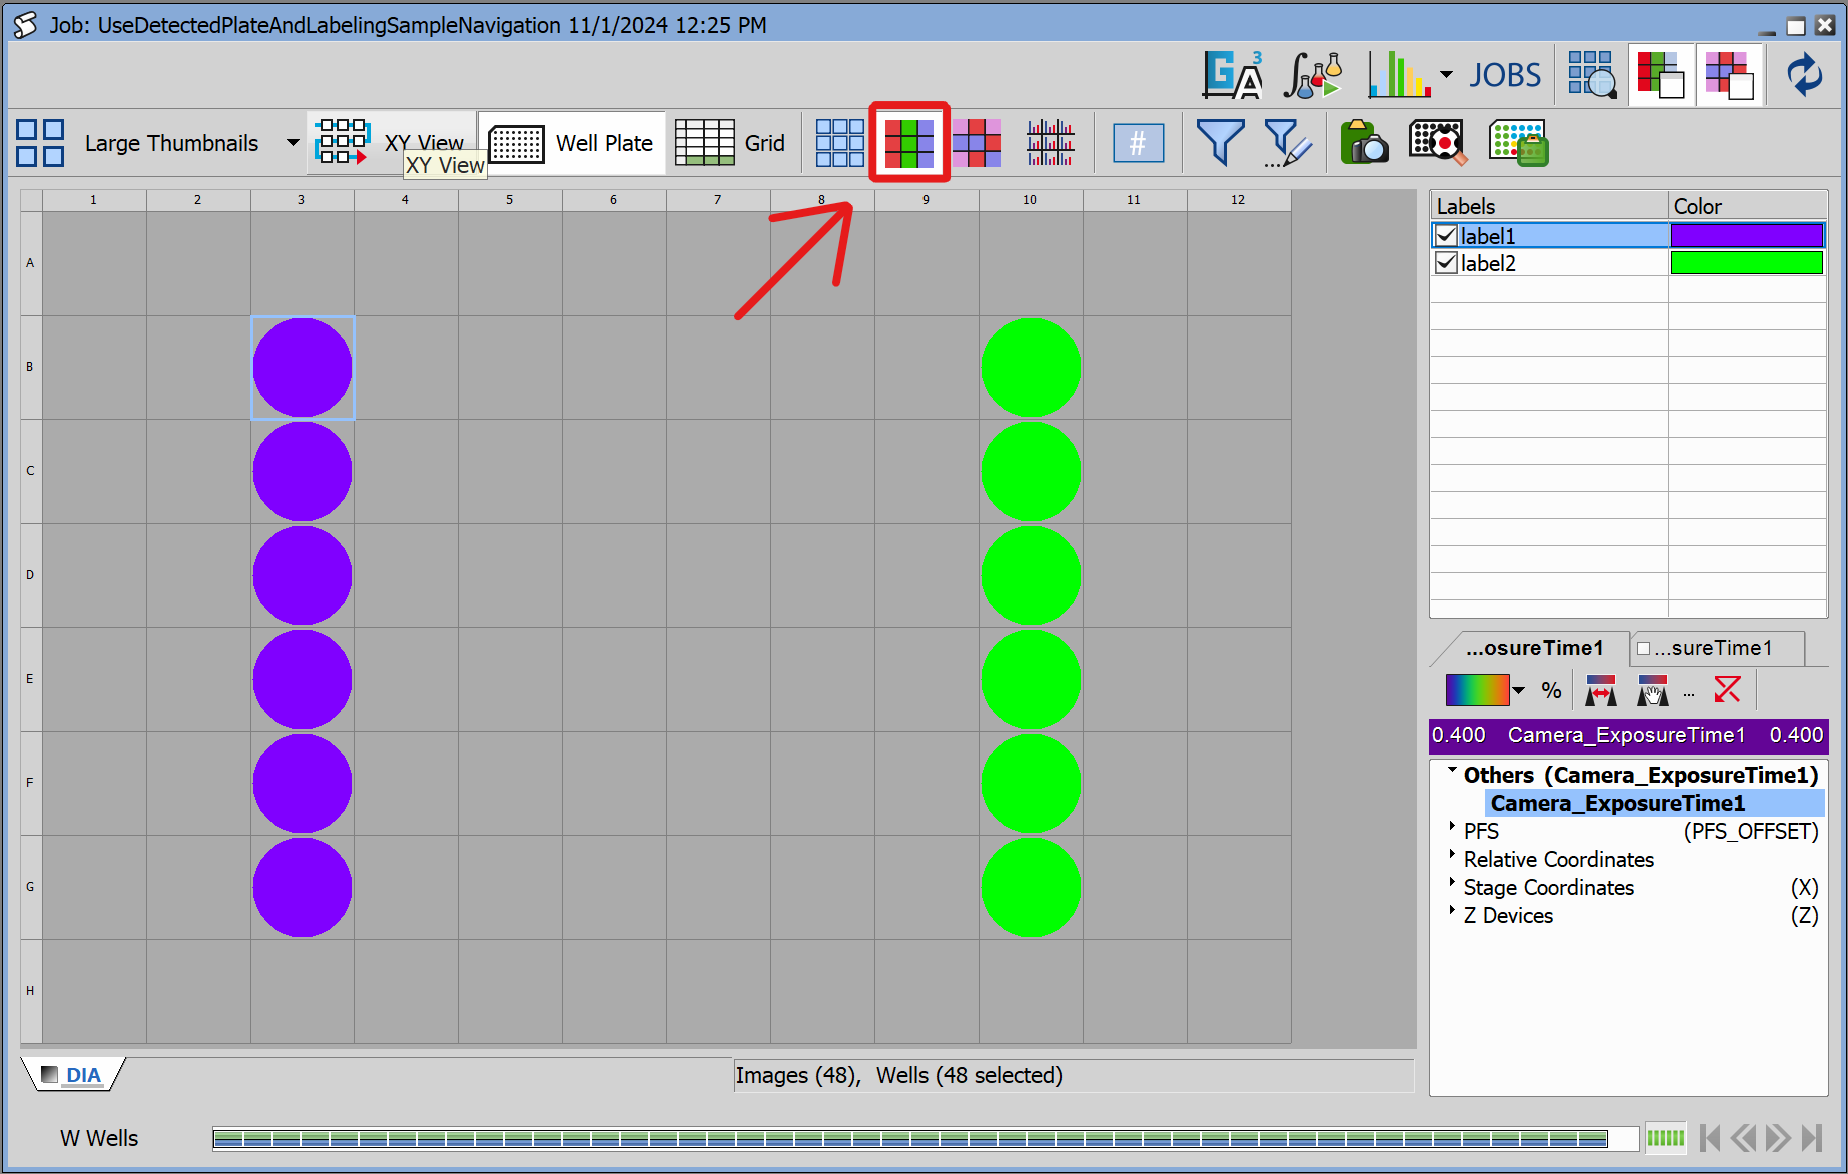 Job: UseDetectedPlateAndLabelingSampleNavigation 11/1/2024 12:25 PM
GA3 JOBS
Large Thumbnails XY View Well Plate Grid #
XY View
1 2 3 4 5 6 7 8 9 10 11 12
Labels Color
label1
label2
A
B
C
D
E
F
G
H
...osureTime1 ...sureTime1
% ...
0.400 Camera_ExposureTime1 0.400
Others (Camera_ExposureTime1)
Camera_ExposureTime1
PFS (PFS_OFFSET)
Relative Coordinates
Stage Coordinates (X)
Z Devices (Z)
DIA
Images (48), Wells (48 selected)
W Wells